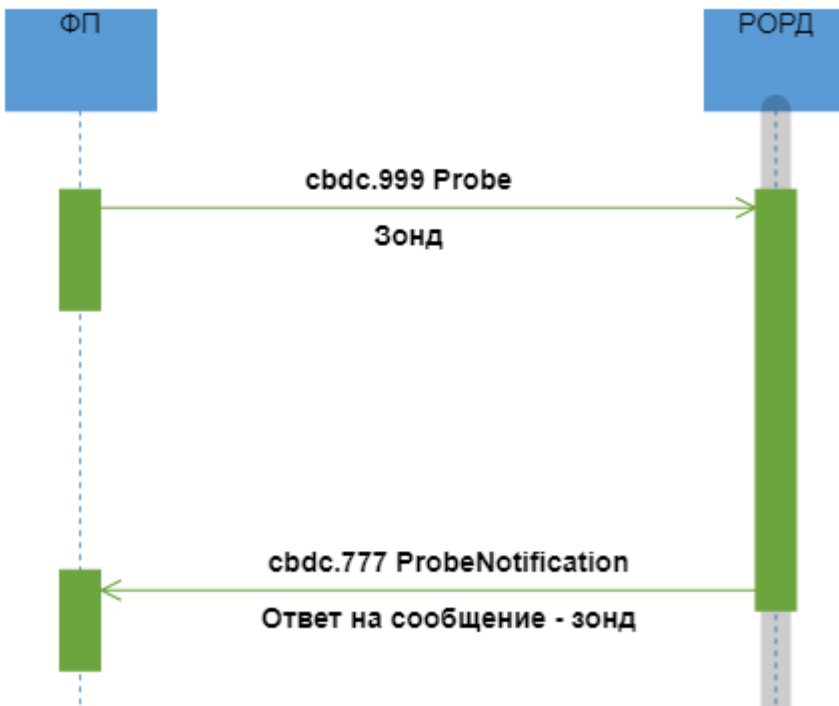 ФП
РОРД
cbdc.999 Probe
Зонд
cbdc.777 ProbeNotification
Ответ на сообщение - зонд